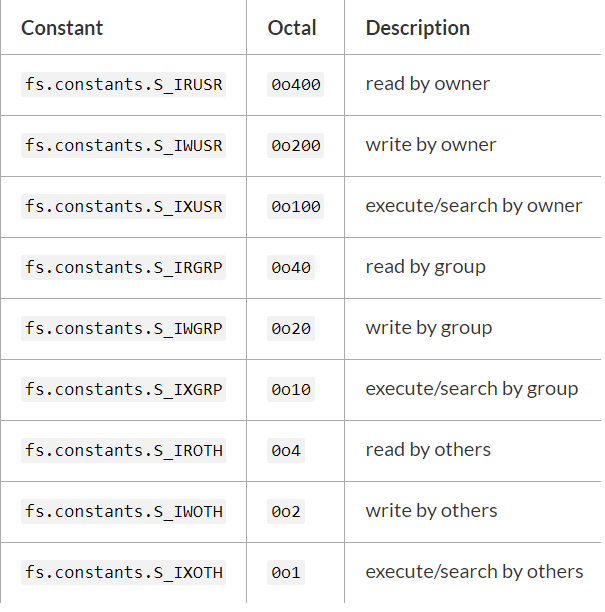 Constant Octal Description
fs.constants.S_IRUSR 0o400 read by owner
fs.constants.S_IWUSR 0o200 write by owner
fs.constants.S_IXUSR 0o100 execute/search by owner
fs.constants.S_IRGRP 0o40 read by group
fs.constants.S_IWGRP 0o20 write by group
fs.constants.S_IXGRP 0o10 execute/search by group
fs.constants.S_IROTH 0o4 read by others
fs.constants.S_IWOTH 0o2 write by others
fs.constants.S_IXOTH 0o1 execute/search by others